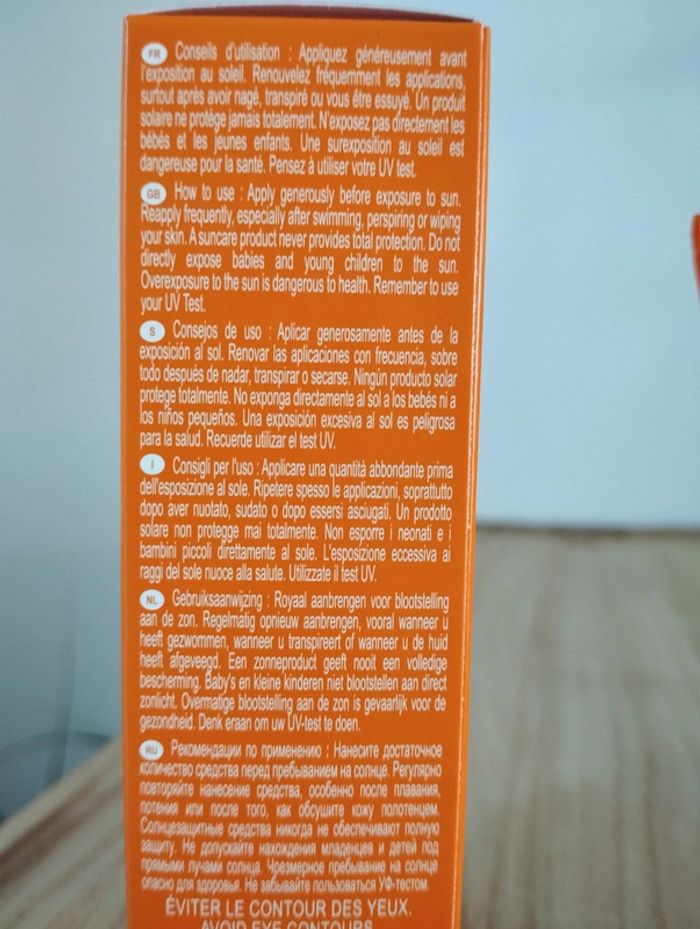 FR Conseils d'utilisation : Appliquez généreusement avant
l'exposition au soleil. Renouvelez fréquemment les applications,
surtout après avoir nagé, transpiré ou vous être essuyé. Un produit
solaire ne protège jamais totalement. N'exposez pas directement les
bébés et les jeunes enfants. Une surexposition au soleil est
dangereuse pour la santé. Pensez à utiliser votre UV test.
GB How to use : Apply generously before exposure to sun.
Reapply frequently, especially after swimming, perspiring or wiping
your skin. A suncare product never provides total protection. Do not
directly expose babies and young children to the sun.
Overexposure to the sun is dangerous to health. Remember to use
your UV Test.
S Consejos de uso : Aplicar generosamente antes de la
exposición al sol. Renovar las aplicaciones con frecuencia, sobre
todo después de nadar, transpirar o secarse. Ningún producto solar
protege totalmente. No exponga directamente al sol a los bebés ni a
los niños pequeños. Una exposición excesiva al sol es peligrosa
para la salud. Recuerde utilizar el test UV.
I Consigli per l'uso : Applicare una quantità abbondante prima
dell'esposizione al sole. Ripetere spesso le applicazioni, soprattutto
dopo aver nuotato, sudato o dopo essersi asciugati. Un prodotto
solare non protegge mai totalmente. Non esporre i neonati e i
bambini piccoli direttamente al sole. L'esposizione eccessiva ai
raggi del sole nuoce alla salute. Utilizzate il test UV.
NL Gebruiksaanwijzing : Royaal aanbrengen voor blootstelling
aan de zon. Regelmatig opnieuw aanbrengen, vooral wanneer u
heeft gezwommen, wanneer u transpireert of wanneer u de huid
heeft afgeveegd. Een zonneproduct geeft nooit een volledige
bescherming. Baby's en kleine kinderen niet blootstellen aan direct
zonlicht. Overmatige blootstelling aan de zon is gevaarlijk voor de
gezondheid. Denk eraan om uw UV-test te doen.
RU Рекомендации по применению : Нанесите достаточное
количество средства перед пребыванием на солнце. Регулярно
повторяйте нанесение средства, особенно после плавания,
потения или после того, как обсушите кожу полотенцем.
Солнцезащитные средства никогда не обеспечивают полную
защиту. Не допускайте нахождения младенцев и детей под
прямыми лучами солнца. Чрезмерное пребывание на солнце
опасно для здоровья. Не забывайте пользоваться УФ-тестом.
ÉVITER LE CONTOUR DES YEUX.
AVOID EYE CONTOURS